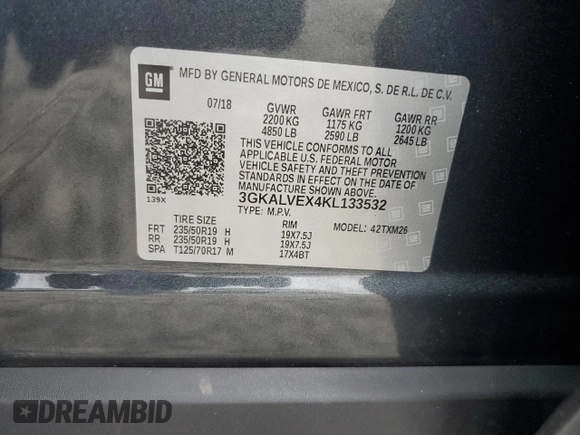 GM
MFD BY GENERAL MOTORS DE MEXICO, S. DE R.L. DE C.V.
07/18 GVWR GAWR FRT GAWR RR
2200 KG 1175 KG 1200 KG
4850 LB 2590 LB 2645 LB
THIS VEHICLE CONFORMS TO ALL
APPLICABLE U.S. FEDERAL MOTOR
VEHICLE SAFETY AND THEFT PREVENTION
STANDARDS IN EFFECT ON THE DATE OF
MANUFACTURE SHOWN ABOVE.
139X 3GKALVEX4KL133532
TYPE: M.P.V. MODEL: 42TXM26
TIRE SIZE RIM
FRT 235/50R19 H 19X7.5J
RR 235/50R19 H 19X7.5J
SPA T125/70R17 M 17X4BT
DREAMBID